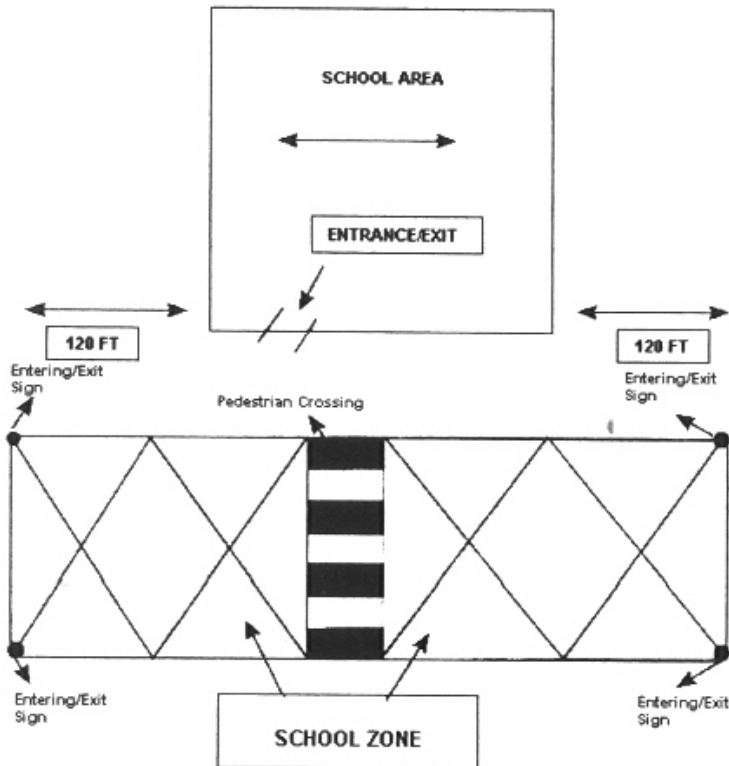 SCHOOL AREA
ENTRANCE/EXIT
120 FT
120 FT
Entering/Exit
Sign
Entering/Exit
Sign
Pedestrian Crossing
Entering/Exit
Sign
Entering/Exit
Sign
SCHOOL ZONE